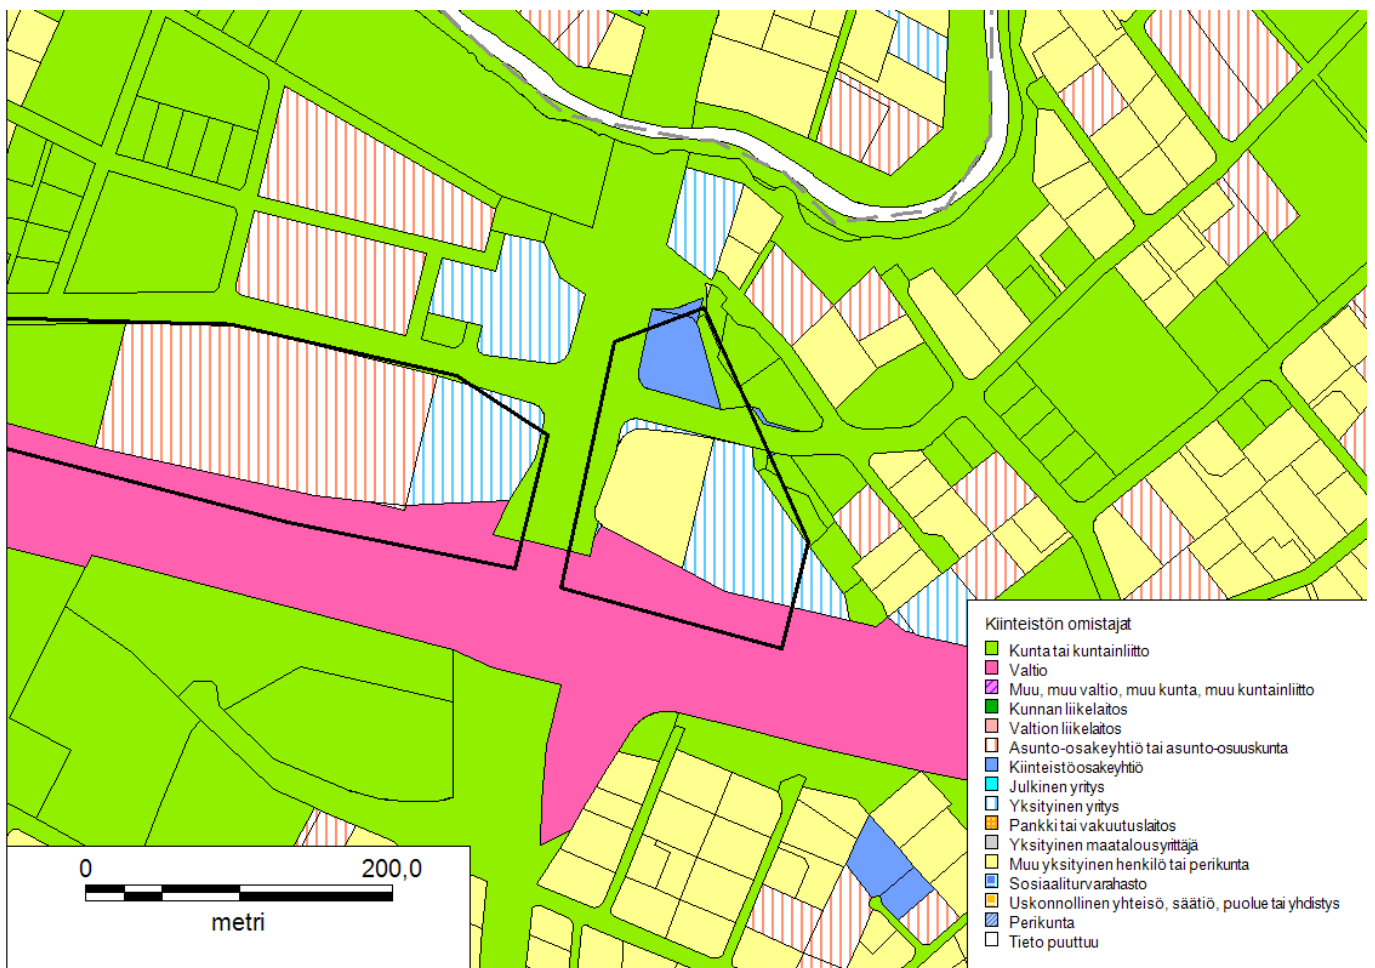 Kiinteistön omistajat
Kunta tai kuntainliitto
Valtio
Muu, muu valtio, muu kunta, muu kuntainliitto
Kunnan liikelaitos
Valtion liikelaitos
Asunto-osakeyhtiö tai asunto-osuuskunta
Kiinteistöosakeyhtiö
Julkinen yritys
Yksityinen yritys
Pankki tai vakuutuslaitos
Yksityinen maatalousyrittäjä
Muu yksityinen henkilö tai perikunta
Sosiaaliturvarahasto
Uskonnollinen yhteisö, säätiö, puolue tai yhdistys
Perikunta
Tieto puuttuu
0 200,0
metri